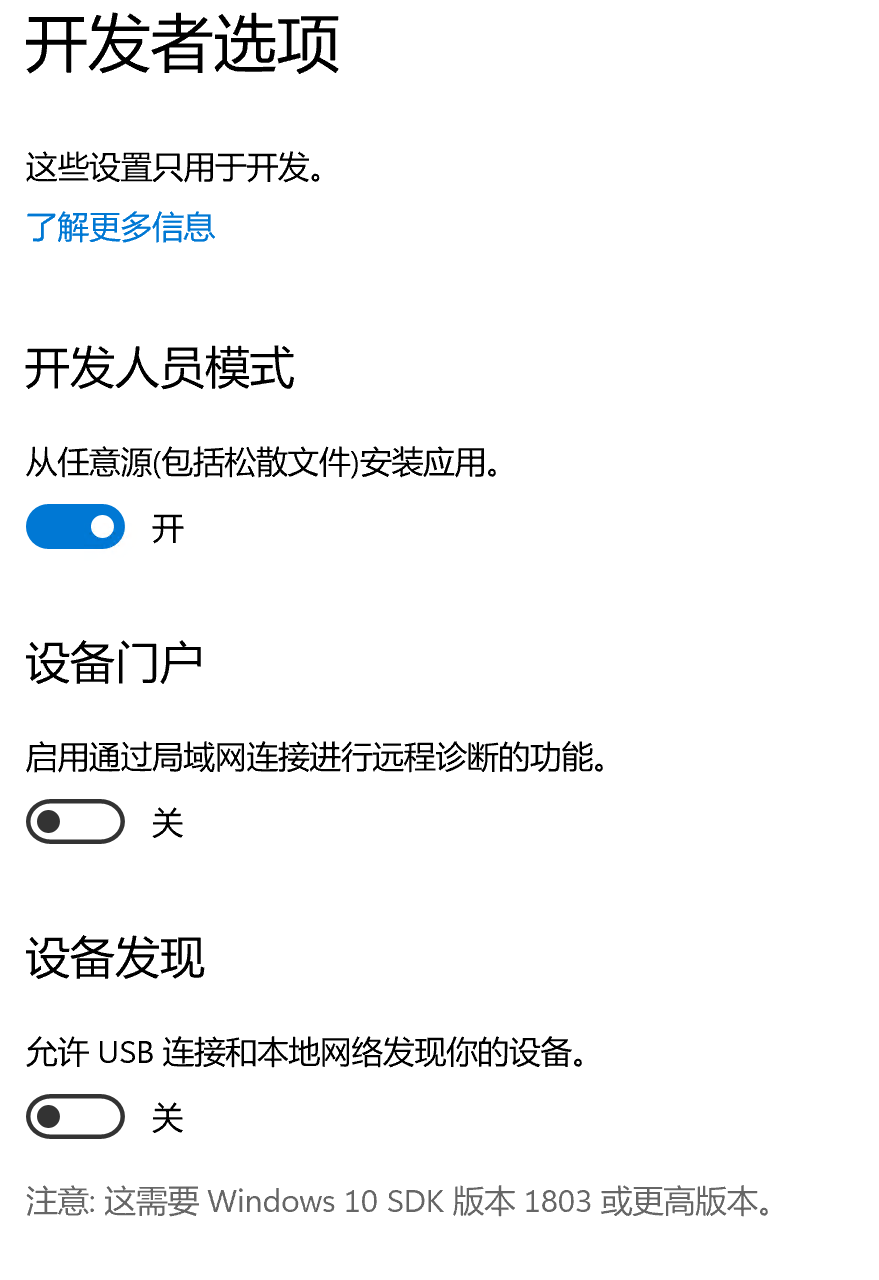 开发者选项
这些设置只用于开发。
了解更多信息
开发人员模式
从任意源(包括松散文件)安装应用。
开
设备门户
启用通过局域网连接进行远程诊断的功能。
关
设备发现
允许 USB 连接和本地网络发现你的设备。
关
注意: 这需要 Windows 10 SDK 版本 1803 或更高版本。